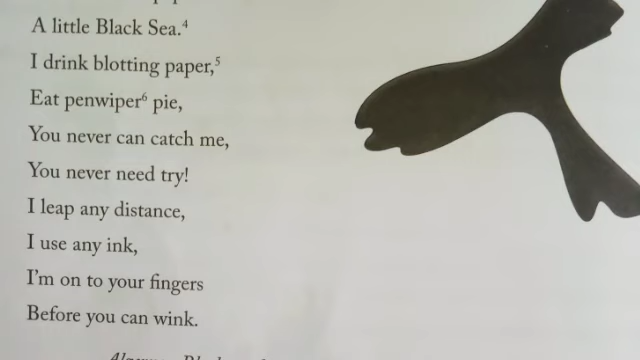 A little Black Sea.⁴
I drink blotting paper,⁵
Eat penwiper⁶ pie,
You never can catch me,
You never need try!
I leap any distance,
I use any ink,
I'm on to your fingers
Before you can wink.